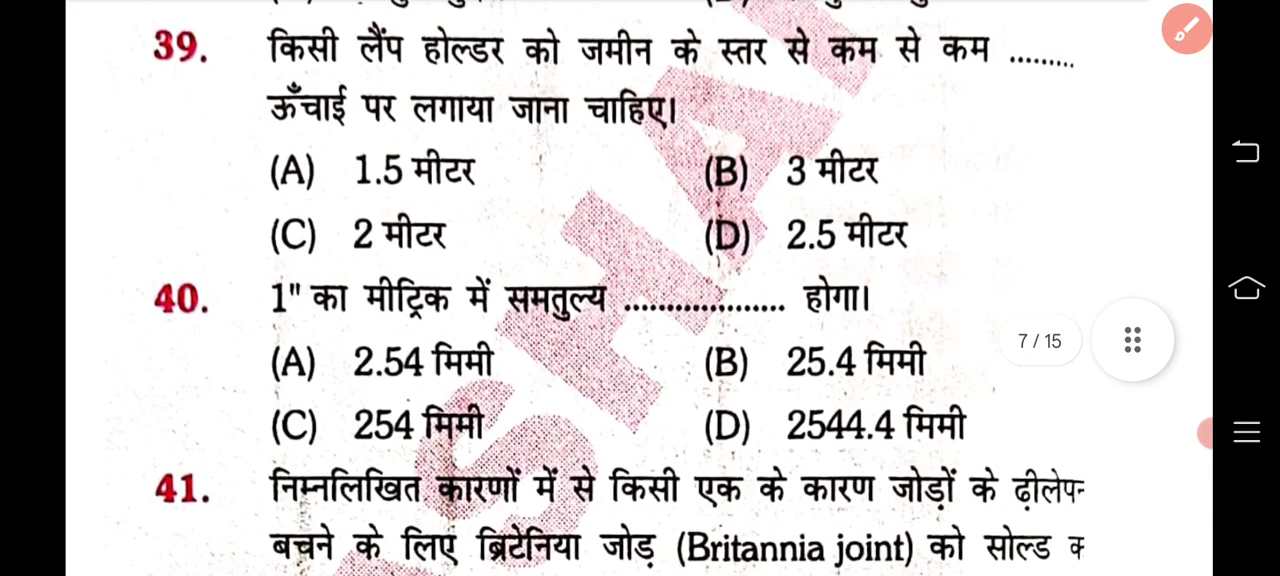 39. किसी लैंप होल्डर को जमीन के स्तर से कम से कम .........
ऊँचाई पर लगाया जाना चाहिए।
(A) 1.5 मीटर (B) 3 मीटर
(C) 2 मीटर (D) 2.5 मीटर
40. 1" का मीट्रिक में समतुल्य ................... होगा।
7 / 15
(A) 2.54 मिमी (B) 25.4 मिमी
(C) 254 मिमी (D) 2544.4 मिमी
41. निम्नलिखित कारणों में से किसी एक के कारण जोड़ों के
बचने के लिए ब्रिटेनिया जोड़ (Britannia joint) को सोल्ड